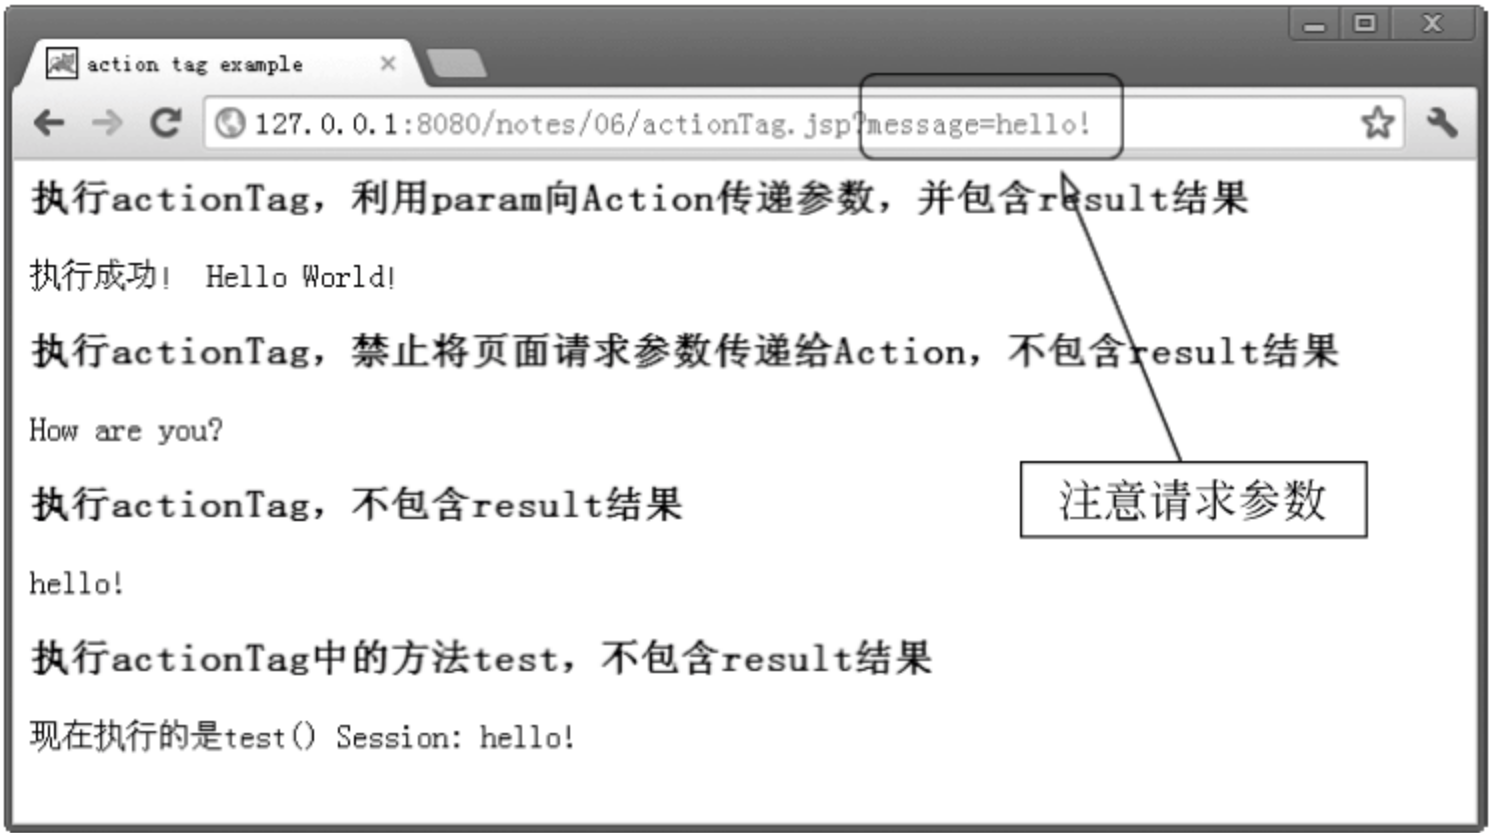 action tag example
127.0.0.1:8080/notes/06/actionTag.jsp?message=hello!
执行actionTag，利用param向Action传递参数，并包含result结果
执行成功！ Hello World!
执行actionTag，禁止将页面请求参数传递给Action，不包含result结果
How are you?
执行actionTag，不包含result结果
注意请求参数
hello!
执行actionTag中的方法test，不包含result结果
现在执行的是test() Session: hello!